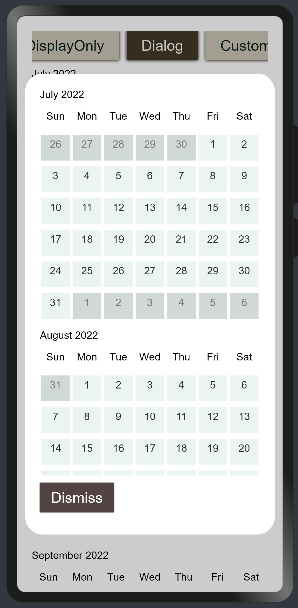 DisplayOnly Dialog Custom
July 2022
July 2022
Sun Mon Tue Wed Thu Fri Sat
26 27 28 29 30 1 2
3 4 5 6 7 8 9
10 11 12 13 14 15 16
17 18 19 20 21 22 23
24 25 26 27 28 29 30
31 1 2 3 4 5 6
August 2022
Sun Mon Tue Wed Thu Fri Sat
31 1 2 3 4 5 6
7 8 9 10 11 12 13
14 15 16 17 18 19 20
Dismiss
September 2022
Sun Mon Tue Wed Thu Fri Sat